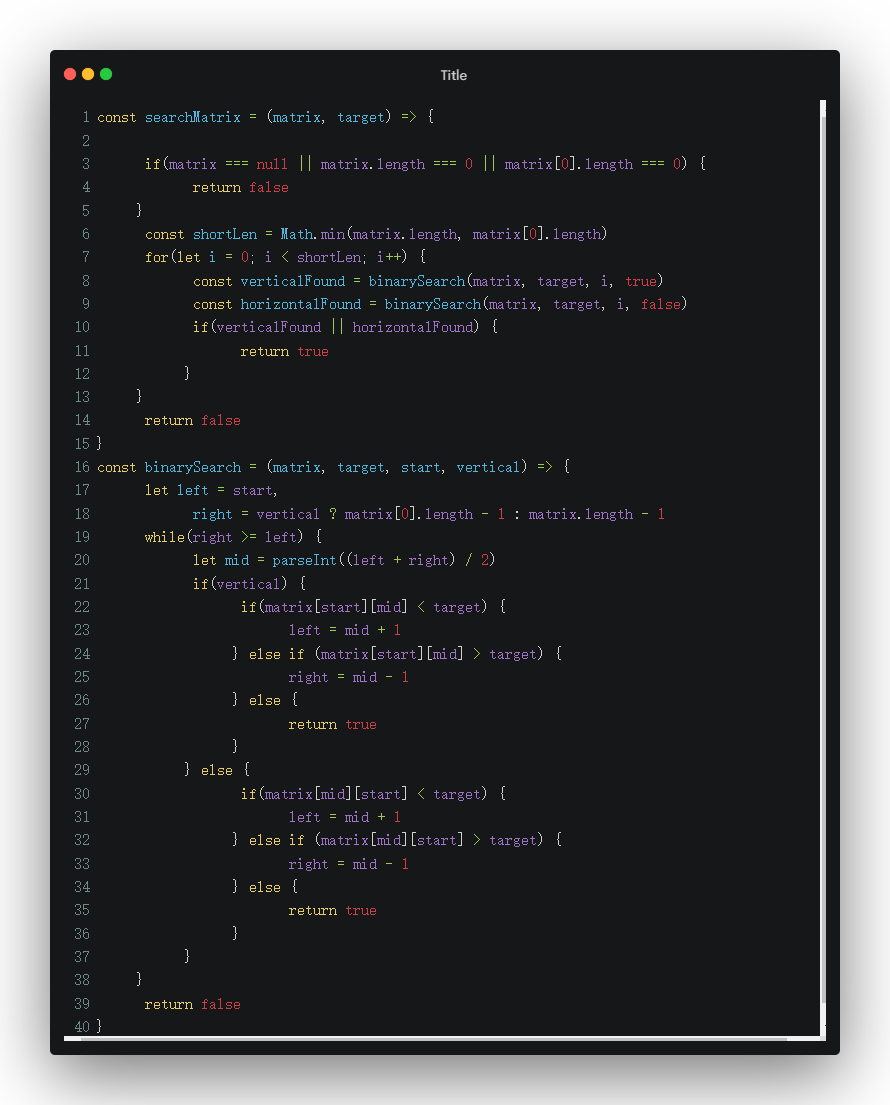 Title
1 const searchMatrix = (matrix, target) => {
2
3 if(matrix === null || matrix.length === 0 || matrix[0].length === 0) {
4 return false
5 }
6 const shortLen = Math.min(matrix.length, matrix[0].length)
7 for(let i = 0; i < shortLen; i++) {
8 const verticalFound = binarySearch(matrix, target, i, true)
9 const horizontalFound = binarySearch(matrix, target, i, false)
10 if(verticalFound || horizontalFound) {
11 return true
12 }
13 }
14 return false
15 }
16 const binarySearch = (matrix, target, start, vertical) => {
17 let left = start,
18 right = vertical ? matrix[0].length - 1 : matrix.length - 1
19 while(right >= left) {
20 let mid = parseInt((left + right) / 2)
21 if(vertical) {
22 if(matrix[start][mid] < target) {
23 left = mid + 1
24 } else if (matrix[start][mid] > target) {
25 right = mid - 1
26 } else {
27 return true
28 }
29 } else {
30 if(matrix[mid][start] < target) {
31 left = mid + 1
32 } else if (matrix[mid][start] > target) {
33 right = mid - 1
34 } else {
35 return true
36 }
37 }
38 }
39 return false
40 }